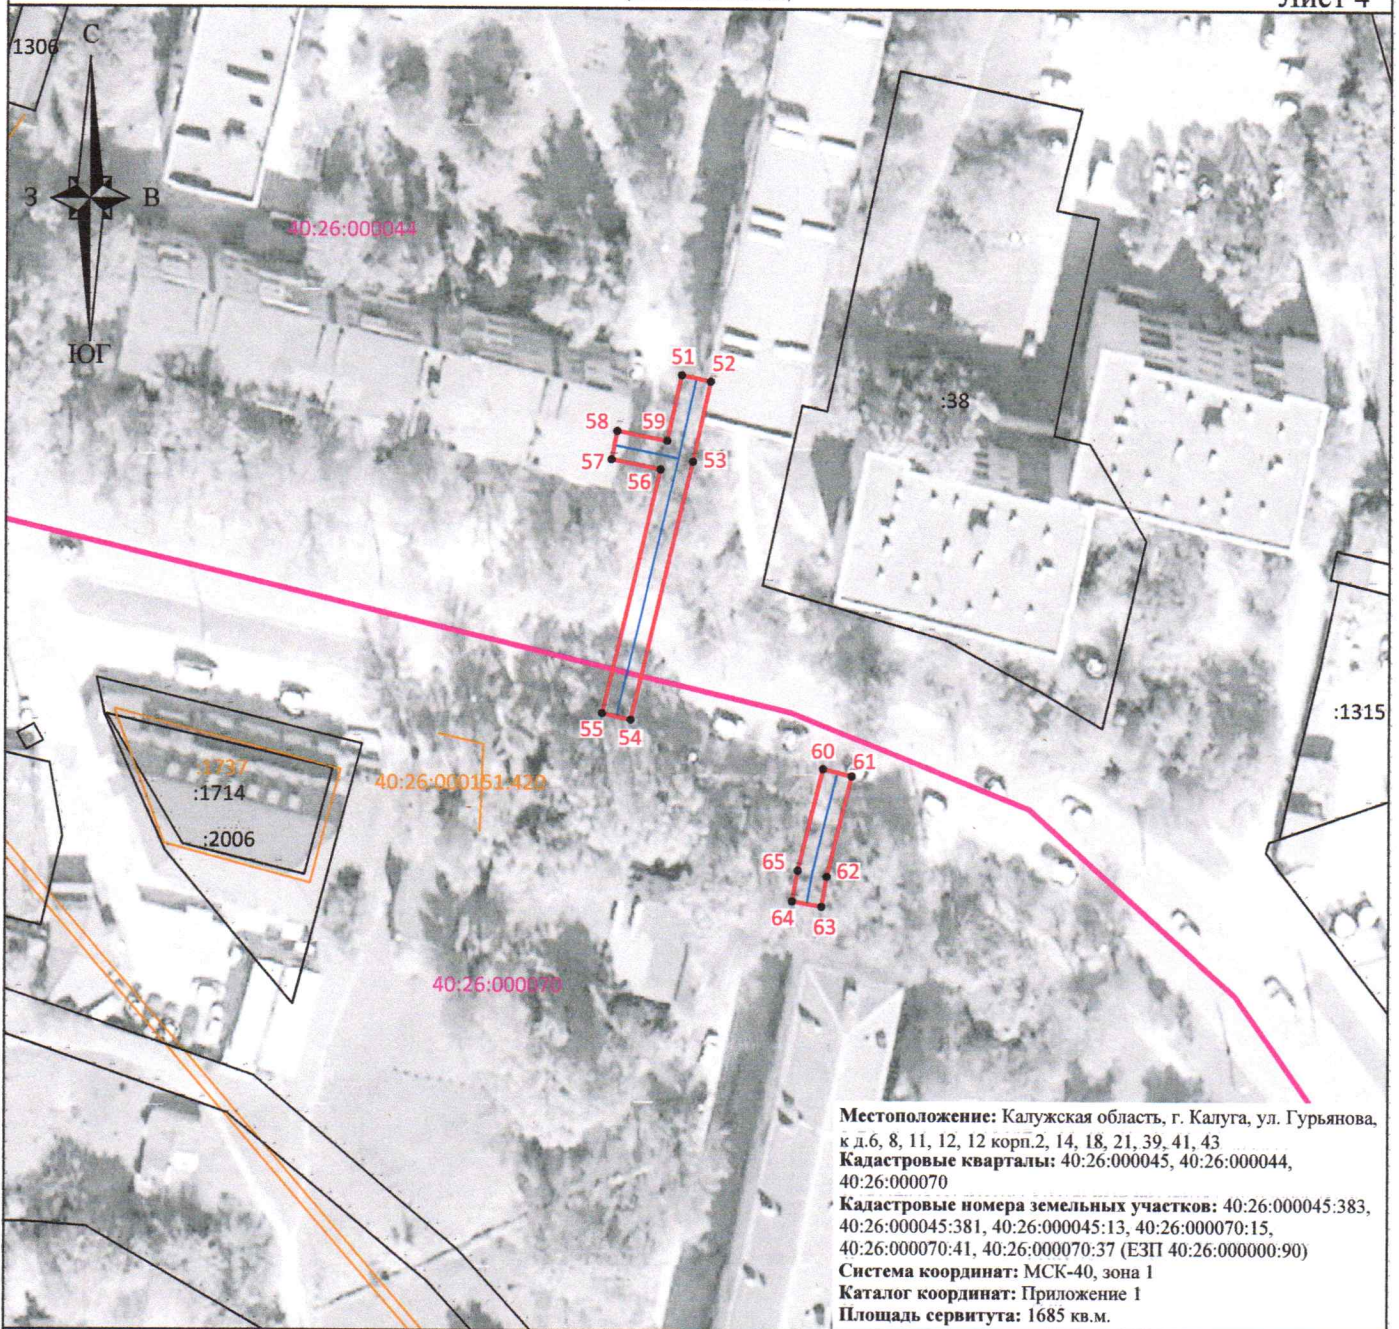 Лист 4
1306
С
З
В
ЮГ
40:26:000044
51
52
:38
58
59
57
53
56
:1315
55
54
60
61
:1737
40:26:000151:420
:1714
:2006
65
62
64
63
40:26:000070
Местоположение: Калужская область, г. Калуга, ул. Гурьянова,
к д.6, 8, 11, 12, 12 корп.2, 14, 18, 21, 39, 41, 43
Кадастровые кварталы: 40:26:000045, 40:26:000044,
40:26:000070
Кадастровые номера земельных участков: 40:26:000045:383,
40:26:000045:381, 40:26:000045:13, 40:26:000070:15,
40:26:000070:41, 40:26:000070:37 (ЕЗП 40:26:000000:90)
Система координат: МСК-40, зона 1
Каталог координат: Приложение 1
Площадь сервитута: 1685 кв.м.